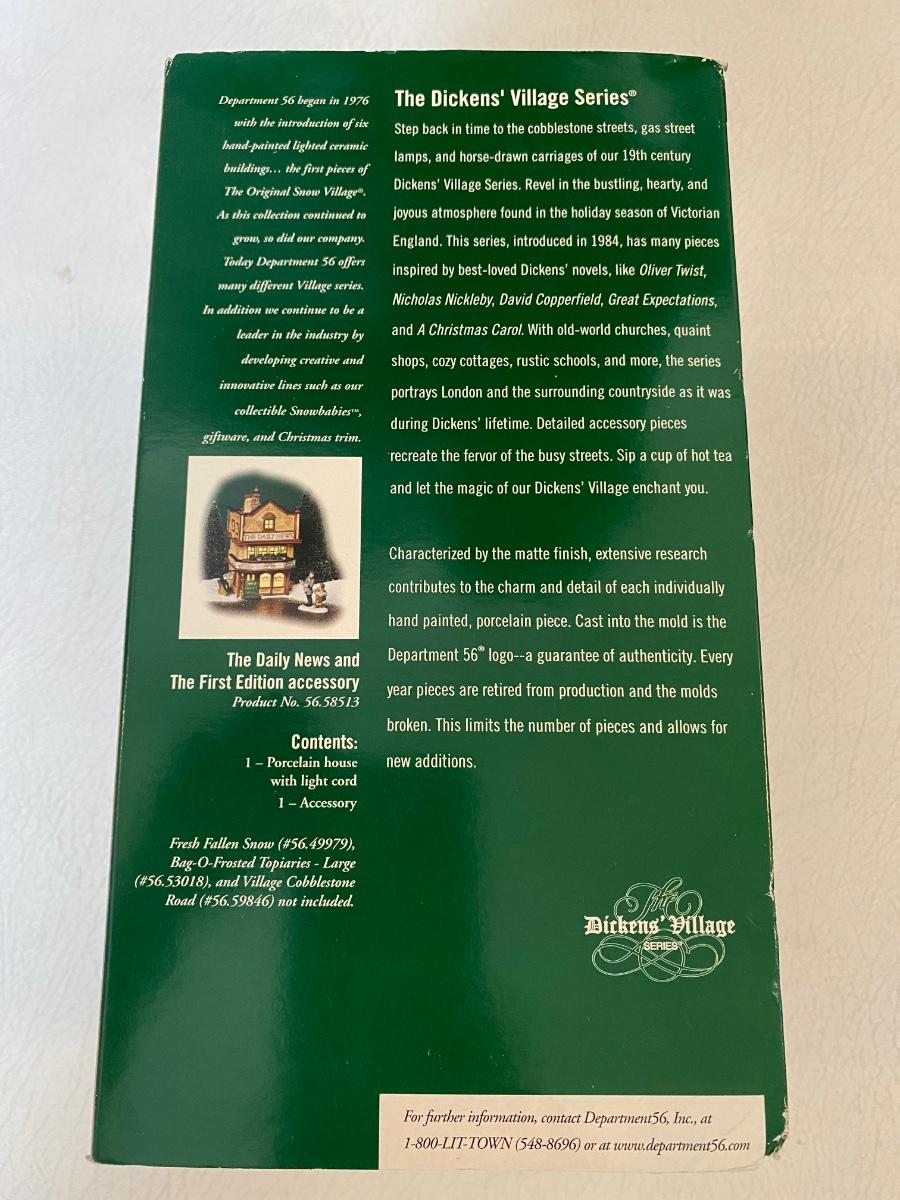 Department 56 began in 1976
with the introduction of six
hand-painted lighted ceramic
buildings... the first pieces of
The Original Snow Village®.
As this collection continued to
grow, so did our company.
Today Department 56 offers
many different Village series.
In addition we continue to be a
leader in the industry by
developing creative and
innovative lines such as our
collectible Snowbabies™,
giftware, and Christmas trim.
THE DAILY NEWS
The Daily News and
The First Edition accessory
Product No. 56.58513
Contents:
1 – Porcelain house
with light cord
1 – Accessory
Fresh Fallen Snow (#56.49979),
Bag-O-Frosted Topiaries - Large
(#56.53018), and Village Cobblestone
Road (#56.59846) not included.
The Dickens' Village Series®
Step back in time to the cobblestone streets, gas street
lamps, and horse-drawn carriages of our 19th century
Dickens' Village Series. Revel in the bustling, hearty, and
joyous atmosphere found in the holiday season of Victorian
England. This series, introduced in 1984, has many pieces
inspired by best-loved Dickens' novels, like Oliver Twist,
Nicholas Nickleby, David Copperfield, Great Expectations,
and A Christmas Carol. With old-world churches, quaint
shops, cozy cottages, rustic schools, and more, the series
portrays London and the surrounding countryside as it was
during Dickens' lifetime. Detailed accessory pieces
recreate the fervor of the busy streets. Sip a cup of hot tea
and let the magic of our Dickens' Village enchant you.
Characterized by the matte finish, extensive research
contributes to the charm and detail of each individually
hand painted, porcelain piece. Cast into the mold is the
Department 56® logo--a guarantee of authenticity. Every
year pieces are retired from production and the molds
broken. This limits the number of pieces and allows for
new additions.
The
Dickens' Village
SERIES®
For further information, contact Department56, Inc., at
1-800-LIT-TOWN (548-8696) or at www.department56.com